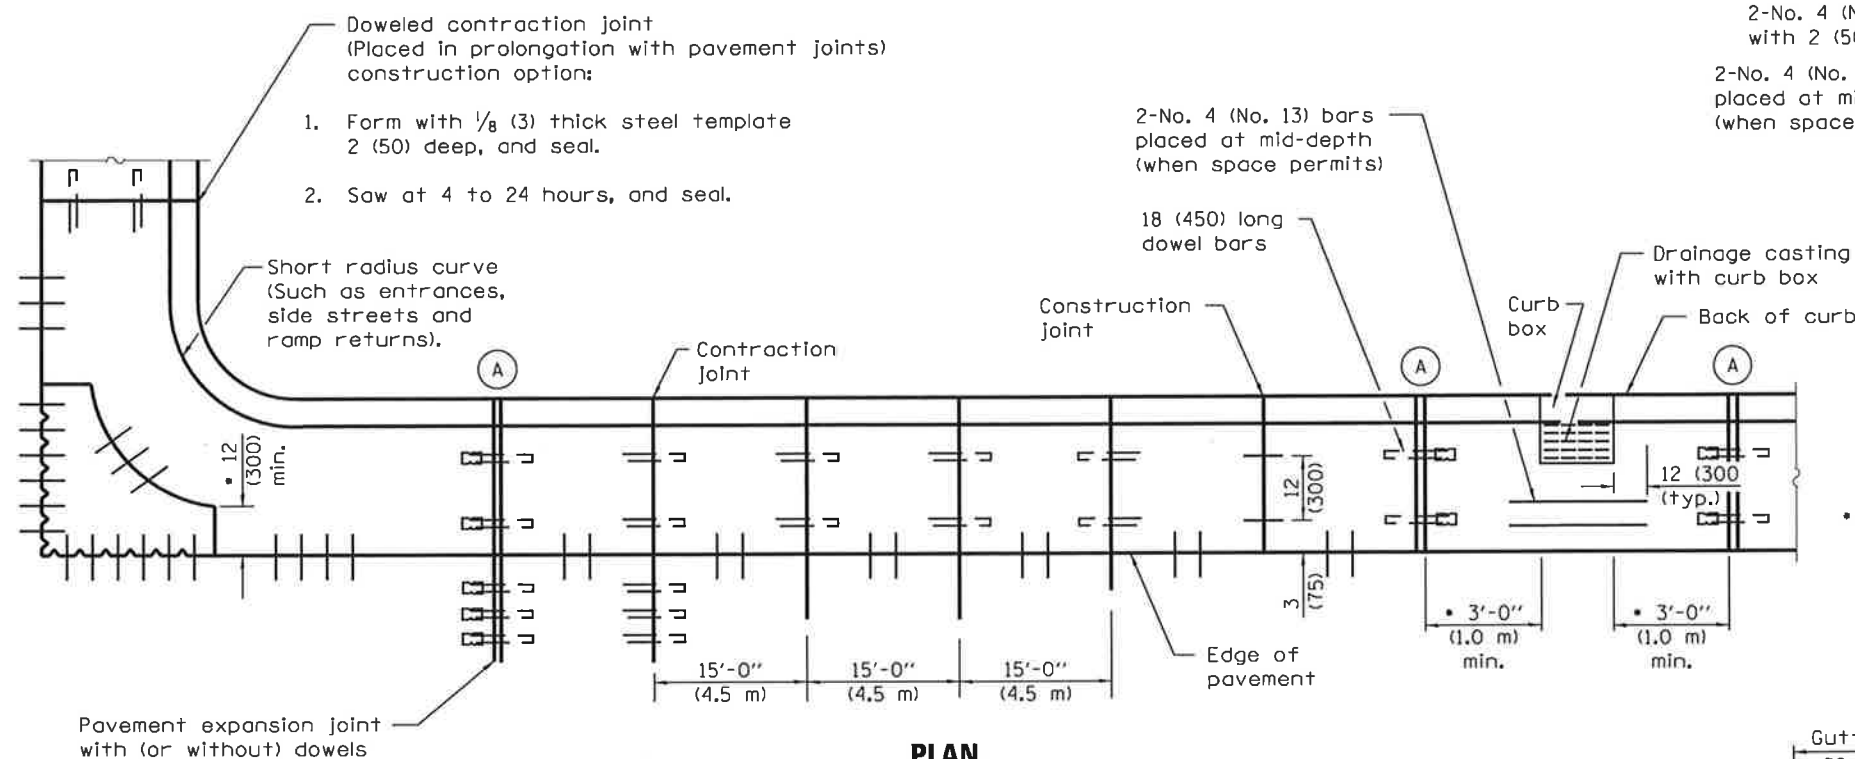 Doweled contraction joint
(Placed in prolongation with pavement joints)
construction option:
1. Form with 1/8 (3) thick steel template
2 (50) deep, and seal.
2. Saw at 4 to 24 hours, and seal.
Short radius curve
(Such as entrances,
side streets and
ramp returns).
2-No. 4 (No. 13) bars
placed at mid-depth
(when space permits)
18 (450) long
dowel bars
2-No. 4 (N
with 2 (5
2-No. 4 (No.
placed at m
(when space
Drainage casting
with curb box
Construction
joint
Curb
box
Back of curb
Contraction
joint
A
A
A
• 12
(300)
min.
12
(300)
12 (300
(typ.)
•
3
(75)
15'-0"
(4.5 m)
15'-0"
(4.5 m)
15'-0"
(4.5 m)
• 3'-0"
(1.0 m)
min.
• 3'-0"
(1.0 m)
min.
Edge of
pavement
Pavement expansion joint
with (or without) dowels
PLAN
Gut